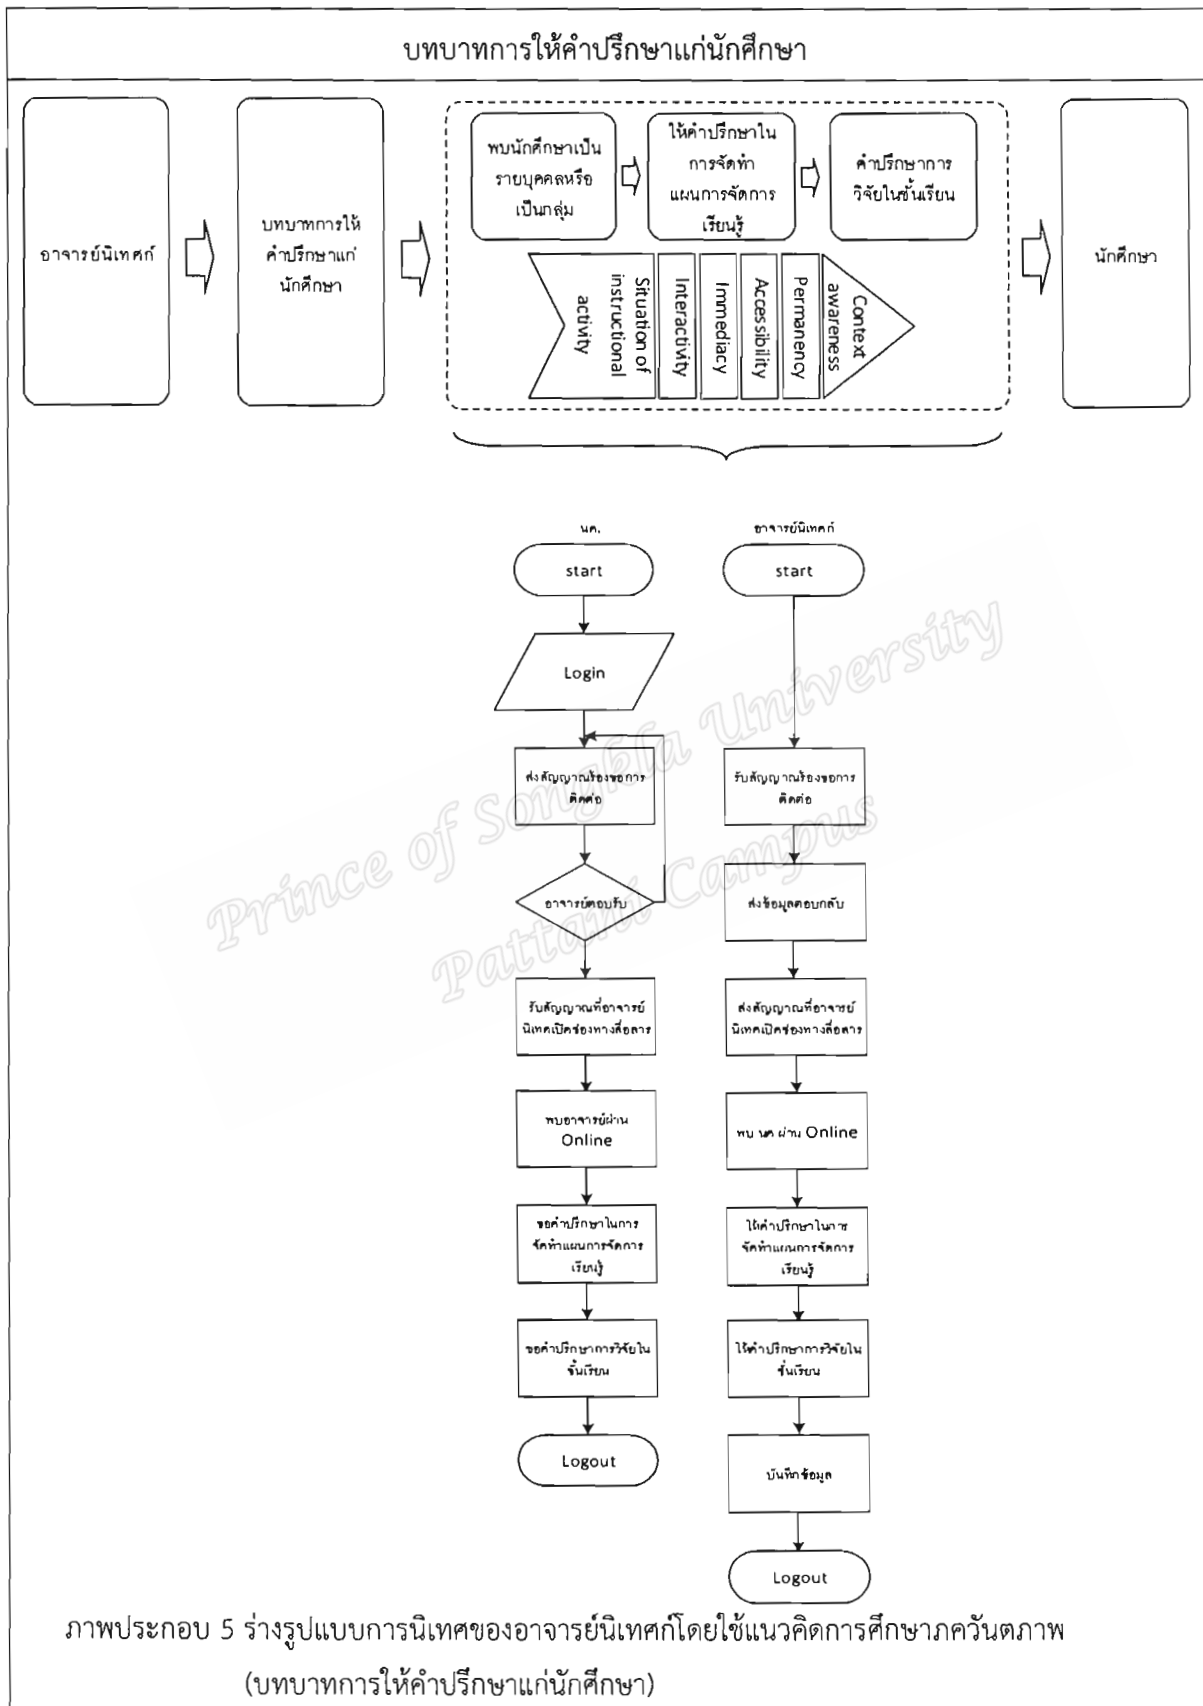 บทบาทการให้คำปรึกษาแก่นักศึกษา
อาจารย์นิเทศก์
บทบาทการให้
คำปรึกษาแก่
นักศึกษา
พบนักศึกษาเป็น
รายบุคคลหรือ
เป็นกลุ่ม
ให้คำปรึกษาใน
การจัดทำ
แผนการจัดการ
เรียนรู้
คำปรึกษาการ
วิจัยในชั้นเรียน
Situation of
instructional
activity
Interactivity
Immediacy
Accessibility
Permanency
Context
awareness
นักศึกษา
นศ.
start
Login
ส่งสัญญาณร้องขอการ
ติดต่อ
อาจารย์ตอบรับ
รับสัญญาณที่อาจารย์
นิเทศเปิดช่องทางสื่อสาร
พบอาจารย์ผ่าน
Online
ขอคำปรึกษาในการ
จัดทำแผนการจัดการ
เรียนรู้
ขอคำปรึกษาการวิจัยใน
ชั้นเรียน
Logout
อาจารย์นิเทศก์
start
รับสัญญาณร้องขอการ
ติดต่อ
ส่งข้อมูลตอบกลับ
ส่งสัญญาณที่อาจารย์
นิเทศเปิดช่องทางสื่อสาร
พบ นศ ผ่าน Online
ให้คำปรึกษาในการ
จัดทำแผนการจัดการ
เรียนรู้
ให้คำปรึกษาการวิจัยใน
ชั้นเรียน
บันทึกข้อมูล
Logout
Prince of Songkla University
Pattani Campus
ภาพประกอบ 5 ร่างรูปแบบการนิเทศของอาจารย์นิเทศก์โดยใช้แนวคิดการศึกษาภควันตภาพ
(บทบาทการให้คำปรึกษาแก่นักศึกษา)